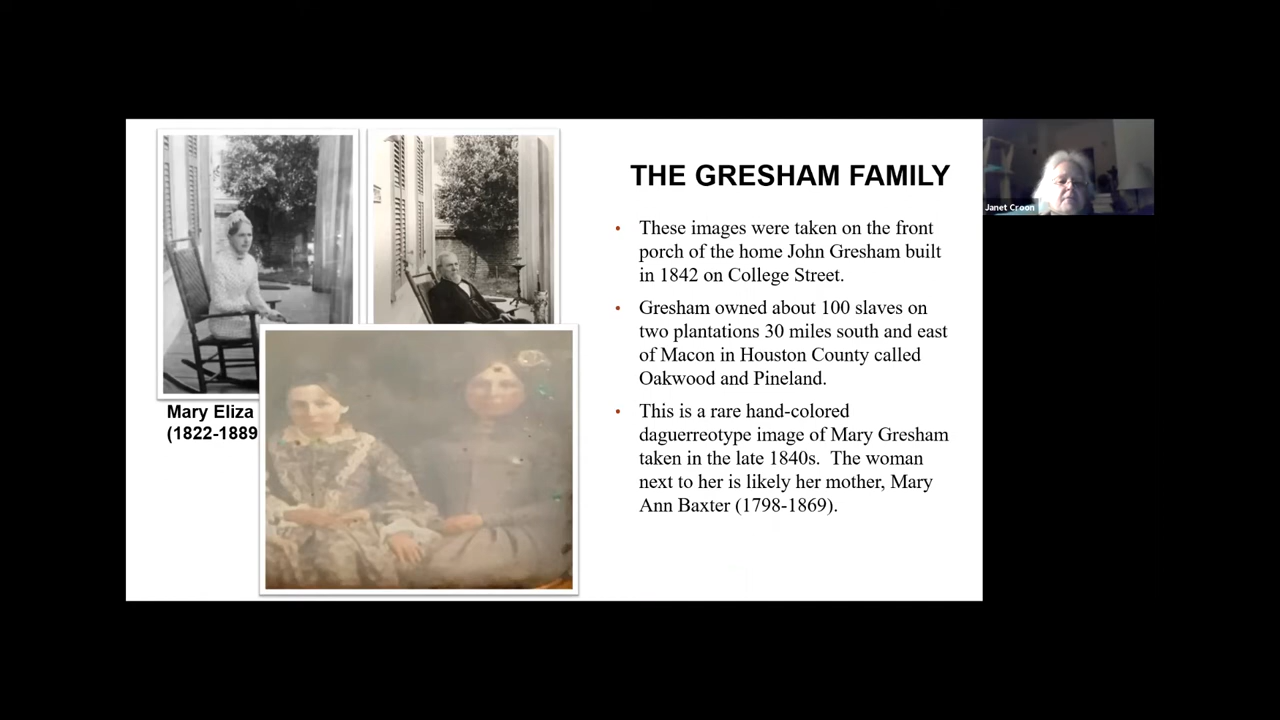 THE GRESHAM FAMILY
• These images were taken on the front
porch of the home John Gresham built
in 1842 on College Street.
• Gresham owned about 100 slaves on
two plantations 30 miles south and east
of Macon in Houston County called
Oakwood and Pineland.
• This is a rare hand-colored
daguerreotype image of Mary Gresham
taken in the late 1840s. The woman
next to her is likely her mother, Mary
Ann Baxter (1798-1869).
Mary Eliza
(1822-1889
Janet Croon